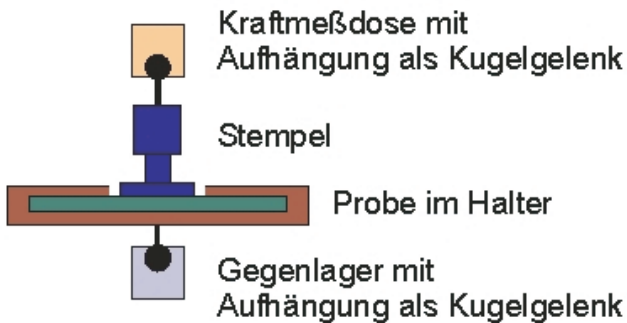 Kraftmeßdose mit
Aufhängung als Kugelgelenk
Stempel
Probe im Halter
Gegenlager mit
Aufhängung als Kugelgelenk